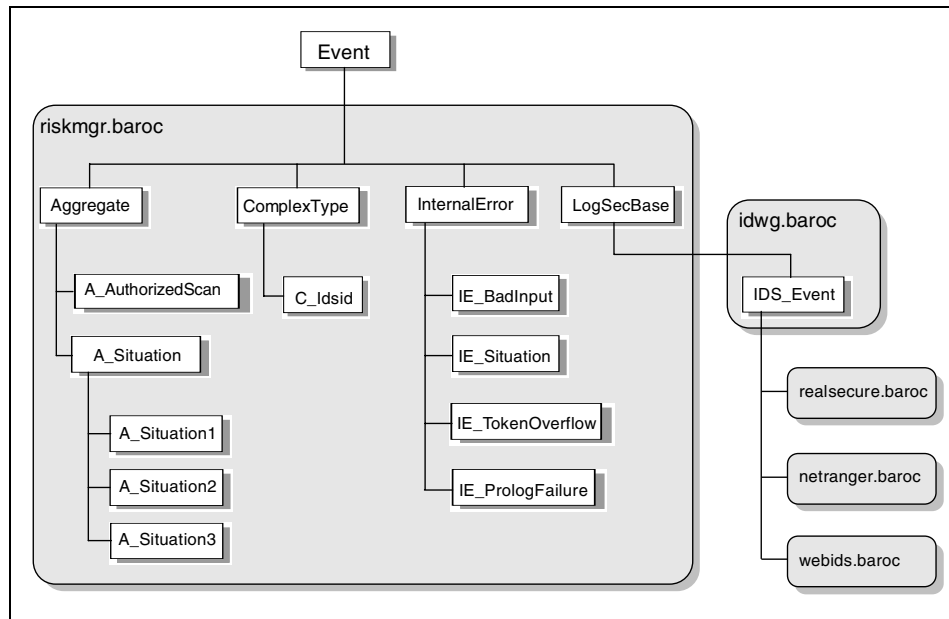 Event
riskmgr.baroc
Aggregate
ComplexType
InternalError
LogSecBase
idwg.baroc
A_AuthorizedScan
C_Idsid
IE_BadInput
IDS_Event
A_Situation
IE_Situation
realsecure.baroc
A_Situation1
IE_TokenOverflow
A_Situation2
IE_PrologFailure
netranger.baroc
A_Situation3
webids.baroc